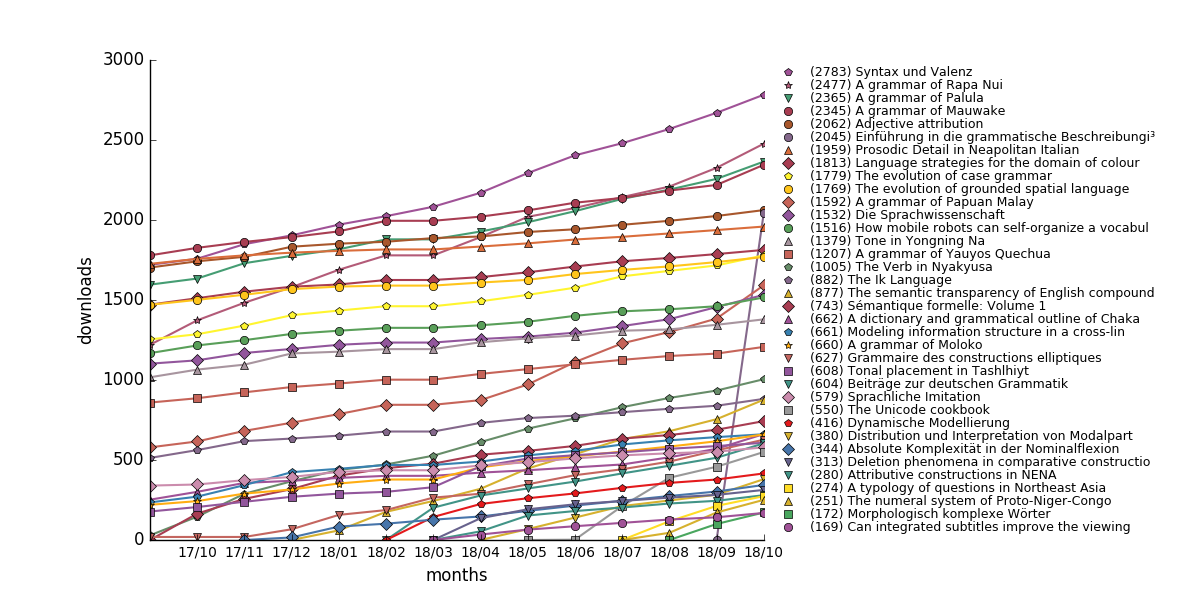 3000
2500
2000
1500
1000
500
0
downloads
17/10 17/11 17/12 18/01 18/02 18/03 18/04 18/05 18/06 18/07 18/08 18/09 18/10
months
(2783) Syntax und Valenz
(2477) A grammar of Rapa Nui
(2365) A grammar of Palula
(2345) A grammar of Mauwake
(2062) Adjective attribution
(2045) Einführung in die grammatische Beschreibungi³
(1959) Prosodic Detail in Neapolitan Italian
(1813) Language strategies for the domain of colour
(1779) The evolution of case grammar
(1769) The evolution of grounded spatial language
(1592) A grammar of Papuan Malay
(1532) Die Sprachwissenschaft
(1516) How mobile robots can self-organize a vocabul
(1379) Tone in Yongning Na
(1207) A grammar of Yauyos Quechua
(1005) The Verb in Nyakyusa
(882) The Ik Language
(877) The semantic transparency of English compound
(743) Sémantique formelle: Volume 1
(662) A dictionary and grammatical outline of Chaka
(661) Modeling information structure in a cross-lin
(660) A grammar of Moloko
(627) Grammaire des constructions elliptiques
(608) Tonal placement in Tashlhiyt
(604) Beiträge zur deutschen Grammatik
(579) Sprachliche Imitation
(550) The Unicode cookbook
(416) Dynamische Modellierung
(380) Distribution und Interpretation von Modalpart
(344) Absolute Komplexität in der Nominalflexion
(313) Deletion phenomena in comparative constructio
(280) Attributive constructions in NENA
(274) A typology of questions in Northeast Asia
(251) The numeral system of Proto-Niger-Congo
(172) Morphologisch komplexe Wörter
(169) Can integrated subtitles improve the viewing